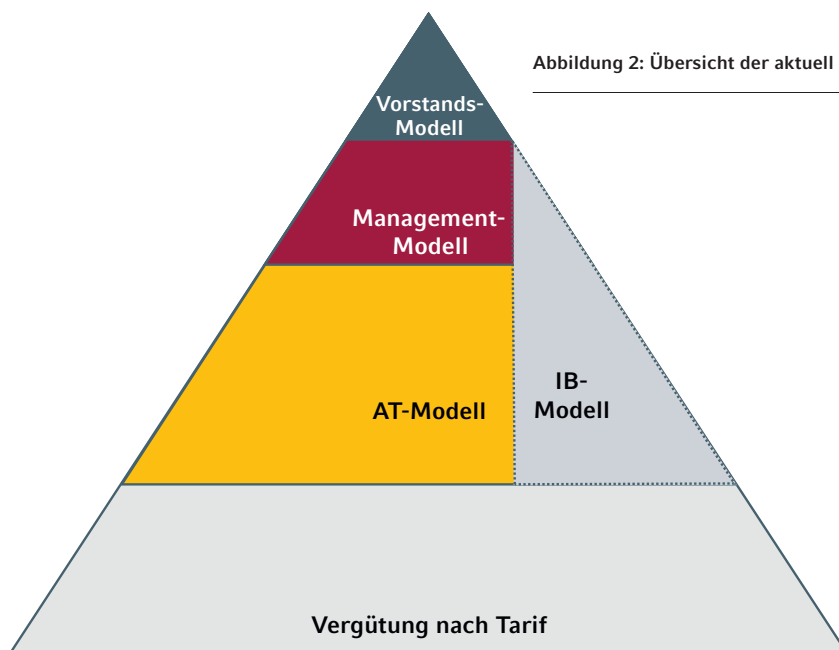 Abbildung 2: Übersicht der aktuell
Vorstands-
Modell
Management-
Modell
AT-Modell
IB-
Modell
Vergütung nach Tarif